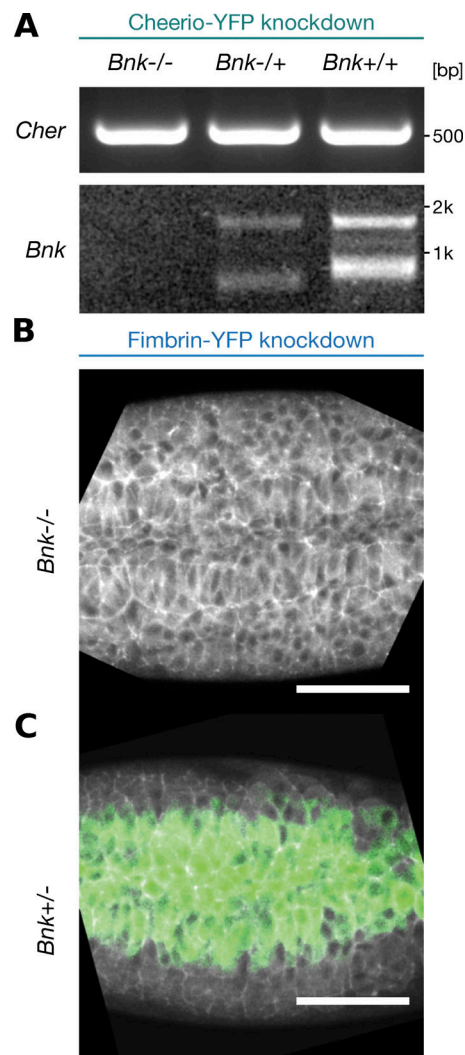 A
Cheerio-YFP knockdown
Bnk-/- Bnk-/+ Bnk+/+ [bp]
Cher 500
Bnk 2k
1k
B
Fimbrin-YFP knockdown
Bnk-/-
C
Bnk+/-